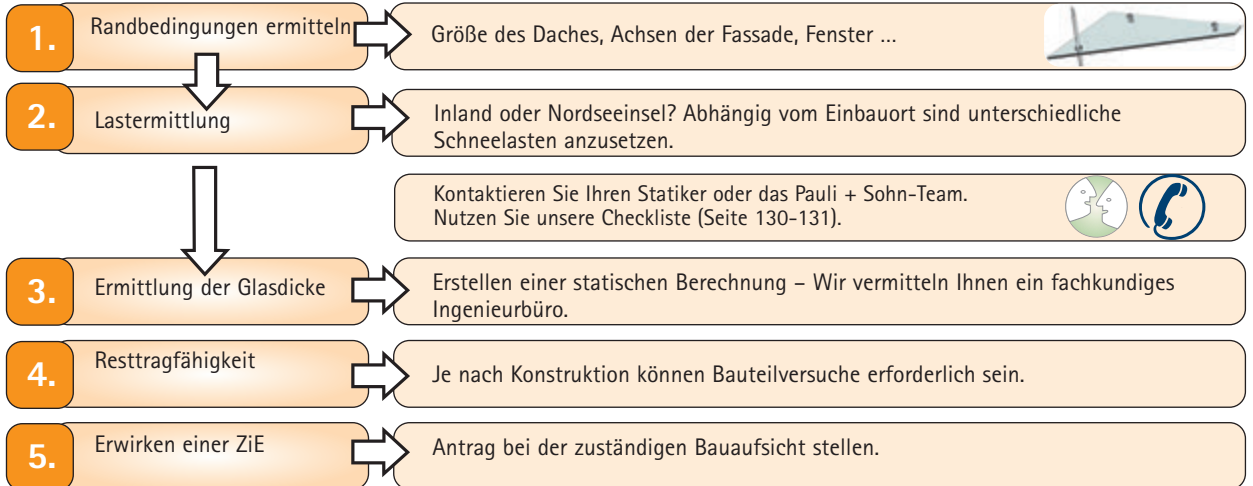 1.
Randbedingungen ermitteln
Größe des Daches, Achsen der Fassade, Fenster ...
2.
Lastermittlung
Inland oder Nordseeinsel? Abhängig vom Einbauort sind unterschiedliche
Schneelasten anzusetzen.
Kontaktieren Sie Ihren Statiker oder das Pauli + Sohn-Team.
Nutzen Sie unsere Checkliste (Seite 130-131).
3.
Ermittlung der Glasdicke
Erstellen einer statischen Berechnung – Wir vermitteln Ihnen ein fachkundiges
Ingenieurbüro.
4.
Resttragfähigkeit
Je nach Konstruktion können Bauteilversuche erforderlich sein.
5.
Erwirken einer ZiE
Antrag bei der zuständigen Bauaufsicht stellen.